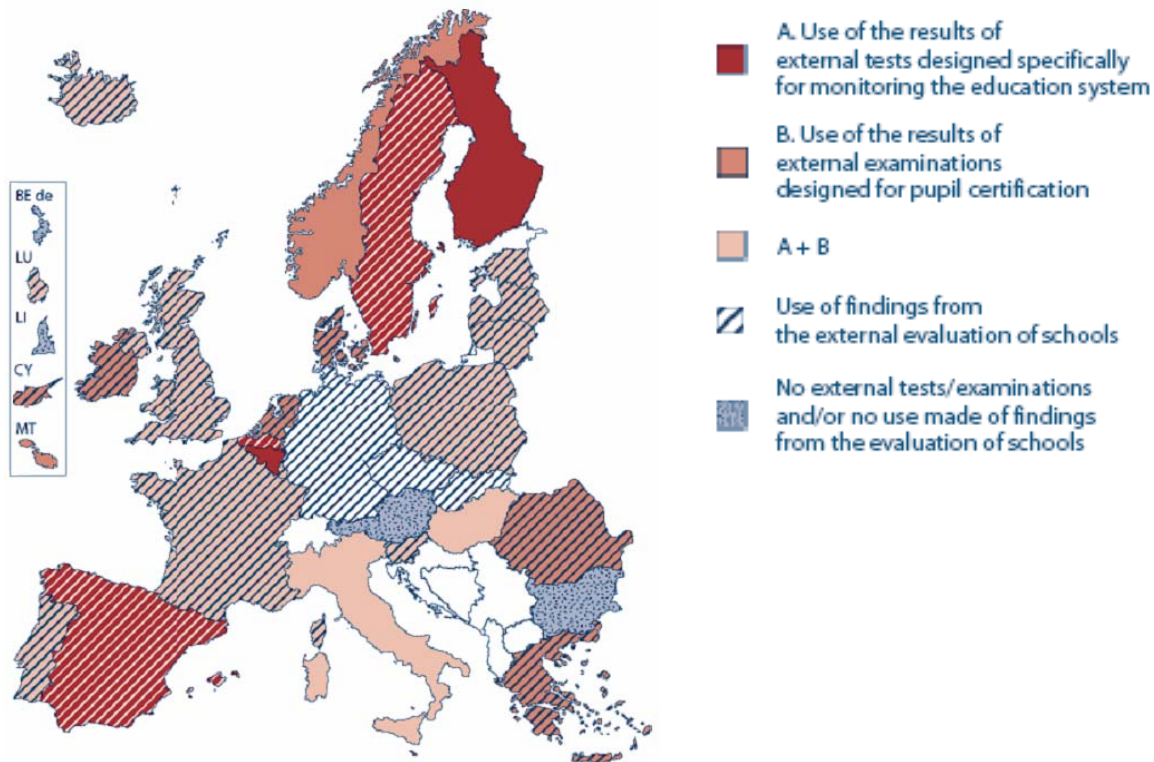 BE de
LU
LI
CY
MT
A. Use of the results of
external tests designed specifically
for monitoring the education system
B. Use of the results of
external examinations
designed for pupil certification
A + B
Use of findings from
the external evaluation of schools
No external tests/examinations
and/or no use made of findings
from the evaluation of schools